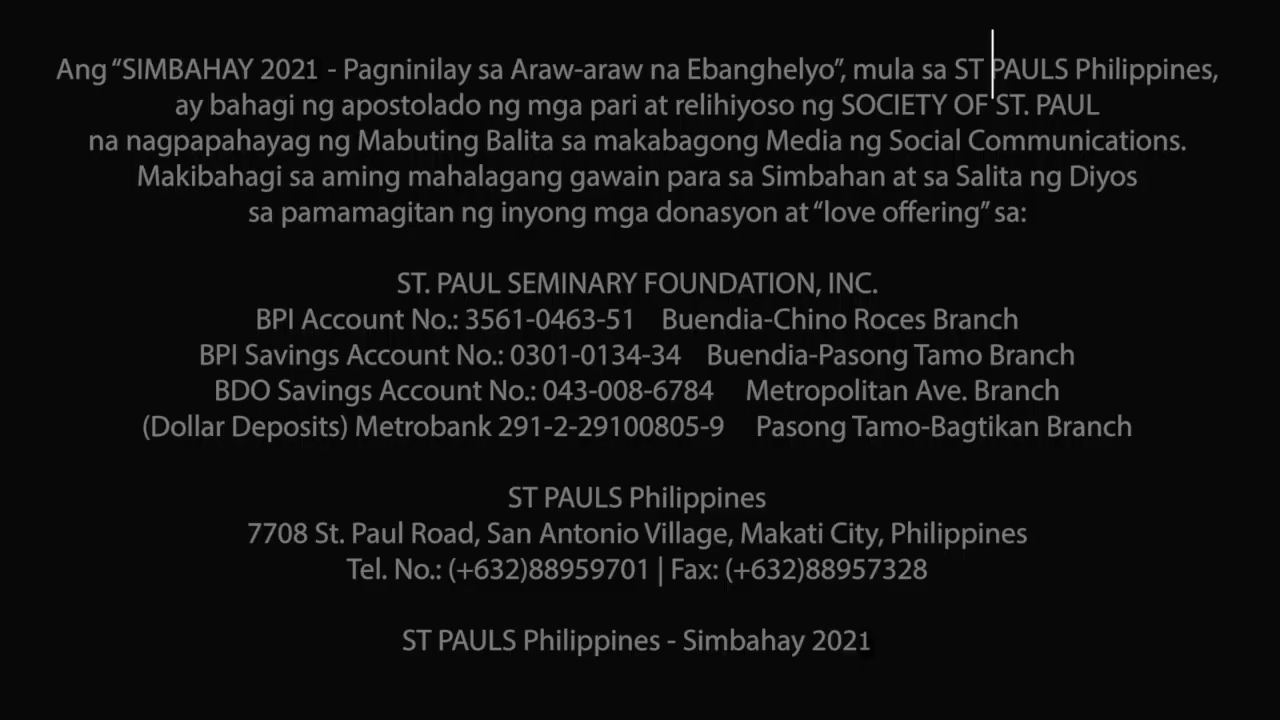 Ang “SIMBAHAY 2021 - Pagninilay sa Araw-araw na Ebanghelyo”, mula sa ST PAULS Philippines,
ay bahagi ng apostolado ng mga pari at relihiyoso ng SOCIETY OF ST. PAUL
na nagpapahayag ng Mabuting Balita sa makabagong Media ng Social Communications.
Makibahagi sa aming mahalagang gawain para sa Simbahan at sa Salita ng Diyos
sa pamamagitan ng inyong mga donasyon at “love offering” sa:
ST. PAUL SEMINARY FOUNDATION, INC.
BPI Account No.: 3561-0463-51 Buendia-Chino Roces Branch
BPI Savings Account No.: 0301-0134-34 Buendia-Pasong Tamo Branch
BDO Savings Account No.: 043-008-6784 Metropolitan Ave. Branch
(Dollar Deposits) Metrobank 291-2-29100805-9 Pasong Tamo-Bagtikan Branch
ST PAULS Philippines
7708 St. Paul Road, San Antonio Village, Makati City, Philippines
Tel. No.: (+632)88959701 | Fax: (+632)88957328
ST PAULS Philippines - Simbahay 2021